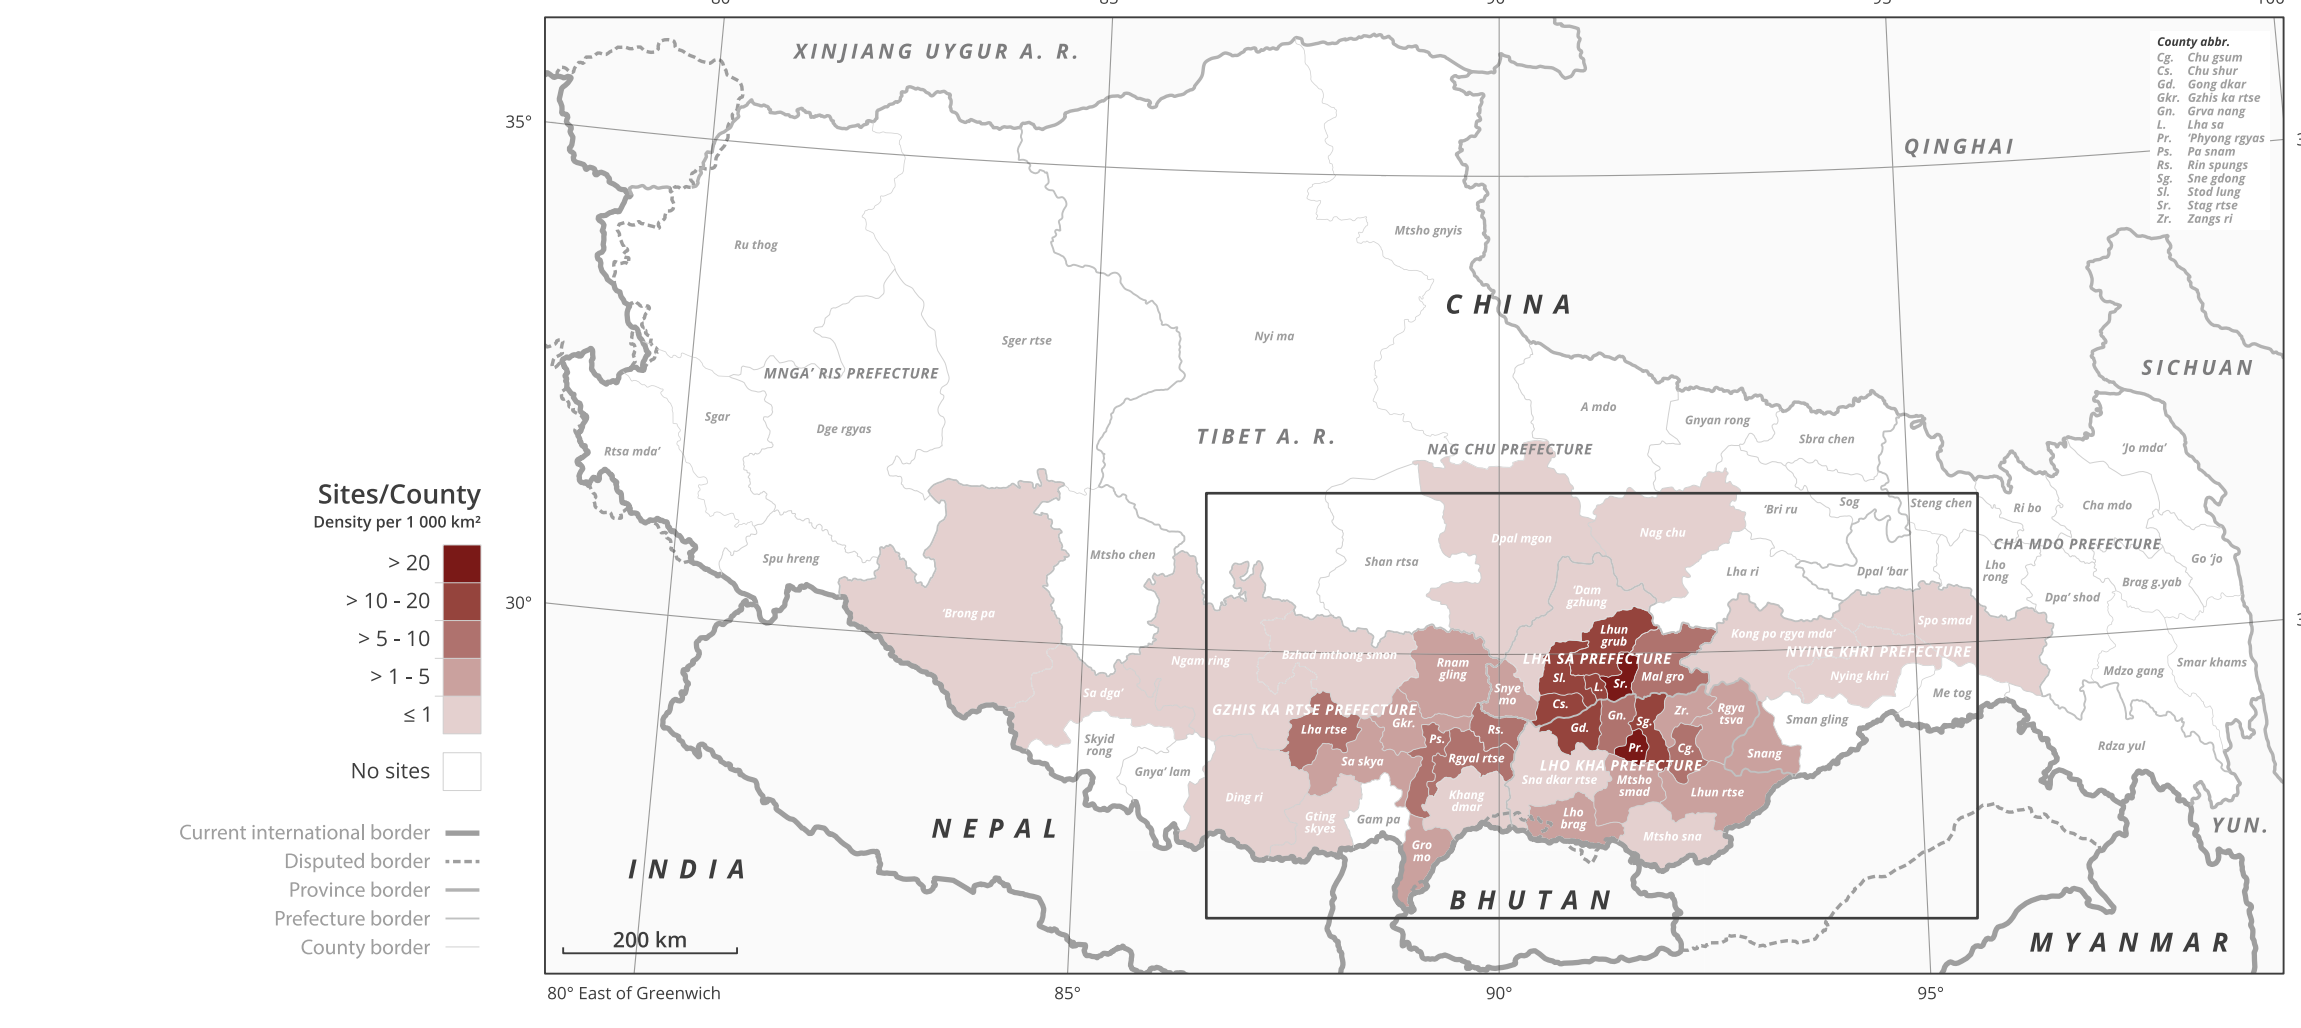 XINJIANG UYGUR A. R.
County abbr.
Cg. Chu gsum
Cs. Chu shur
Gd. Gong dkar
Gkr. Gzhis ka rtse
Gn. Grva nang
L. Lha sa
Pr. ‘Phyong rgyas
Ps. Pa snam
Rs. Rin spungs
Sg. Sne gdong
Sl. Stod lung
Sr. Stag rtse
Zr. Zangs ri
35°
QINGHAI
Ru thog
Mtsho gnyis
CHINA
Sger rtse
Nyi ma
MNGA’ RIS PREFECTURE
SICHUAN
Sgar
Dge rgyas
Rtsa mda’
TIBET A. R.
NAG CHU PREFECTURE
A mdo
Gnyan rong
Sbra chen
‘Jo mda’
Sites/County
Density per 1 000 km²
> 20
> 10 - 20
> 5 - 10
> 1 - 5
≤ 1
No sites
Current international border
Disputed border
Province border
Prefecture border
County border
Spu hreng
Mtsho chen
Shan rtsa
Dpal mgon
Nag chu
‘Bri ru
Sog
Steng chen
Ri bo
Cha mdo
CHA MDO PREFECTURE
Go ‘jo
Lha ri
Dpal ‘bar
Lho
rong
Brag g.yab
Dpa’ shod
30°
‘Brong pa
‘Dam
gzhung
Lhun
grub
Kong po rgya mda’
Spo smad
NYING KHRI PREFECTURE
Ngam ring
Bzhad mthong smon
Rnam
gling
LHA SA PREFECTURE
Mal gro
Nying khri
Mdzo gang
Smar khams
Sa dga’
Snye
mo
Sl.
L.
Sr.
Me tog
GZHIS KA RTSE PREFECTURE
Cs.
Gn.
Sg.
Zr.
Rgya
tsva
Sman gling
Skyid
rong
Lha rtse
Gkr.
Ps.
Rs.
Gd.
Pr.
Cg.
Snang
Rdza yul
Gnya’ lam
Sa skya
Rgyal rtse
LHO KHA PREFECTURE
Sna dkar rtse
Mtsho
smad
Lhun rtse
Ding ri
Khang
dmar
Gting
skyes
Gam pa
Lho
brag
Mtsho sna
Gro
mo
NEPAL
INDIA
BHUTAN
YUN.
MYANMAR
200 km
80° East of Greenwich
85°
90°
95°